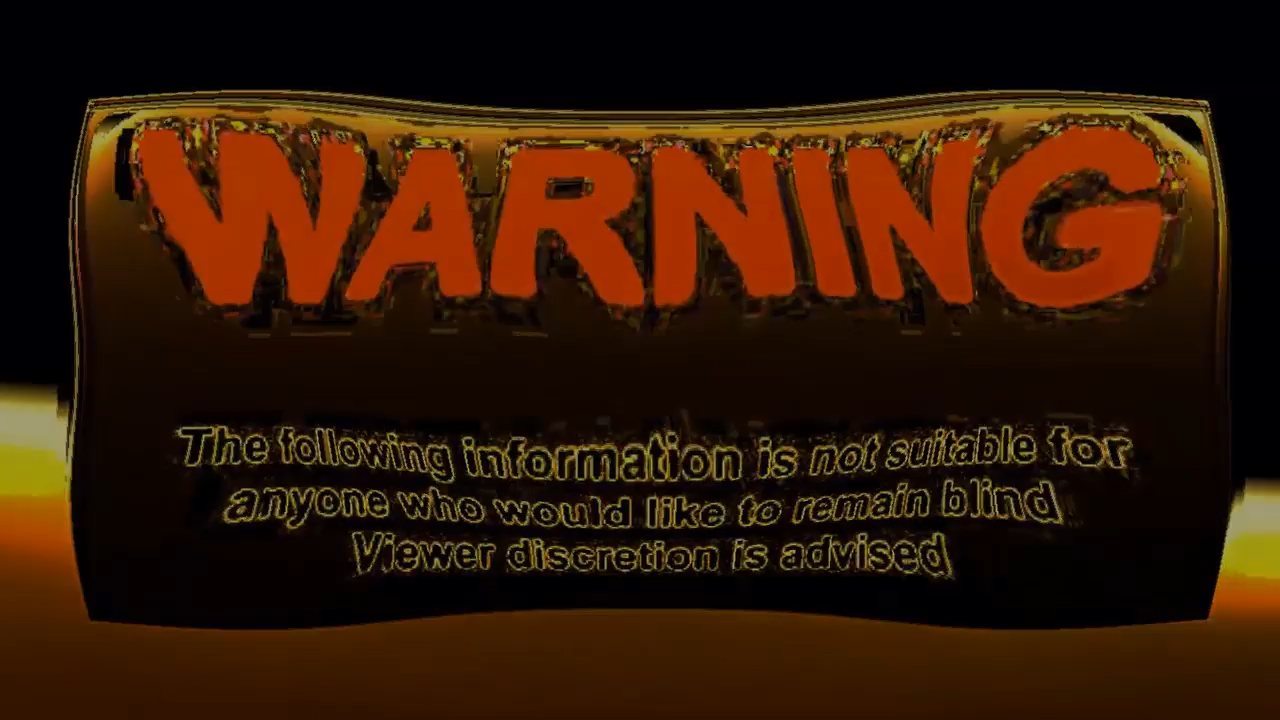 WARNING
The following information is not suitable for
anyone who would like to remain blind
Viewer discretion is advised